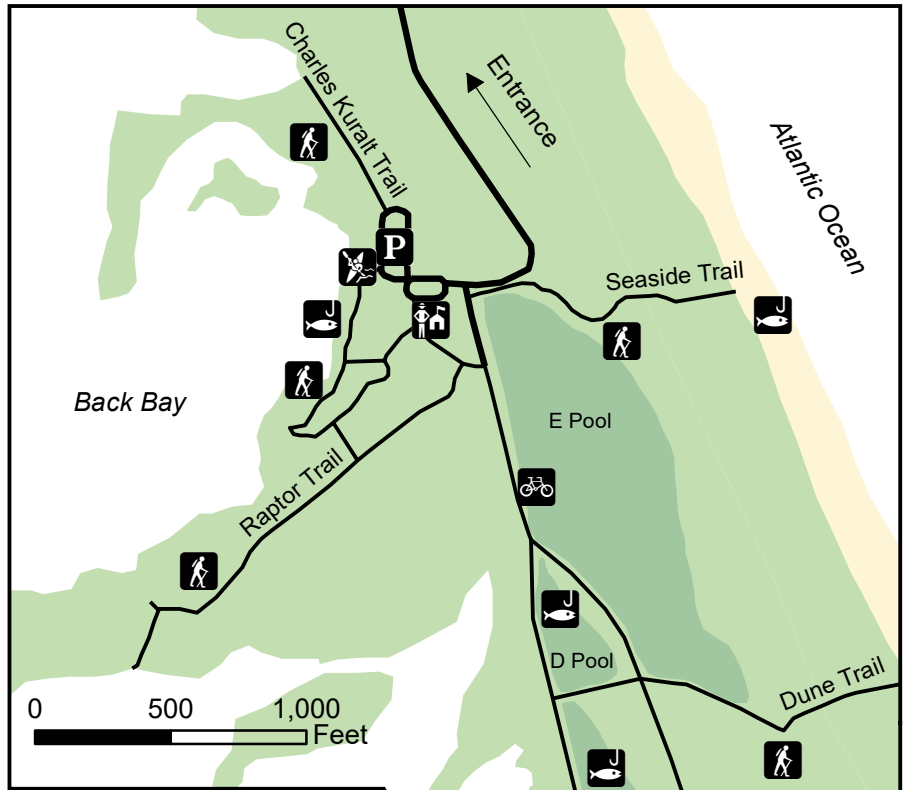 Charles Kuralt Trail
Entrance
Atlantic Ocean
P
Seaside Trail
Back Bay
E Pool
Raptor Trail
D Pool
Dune Trail
0 500 1,000
Feet